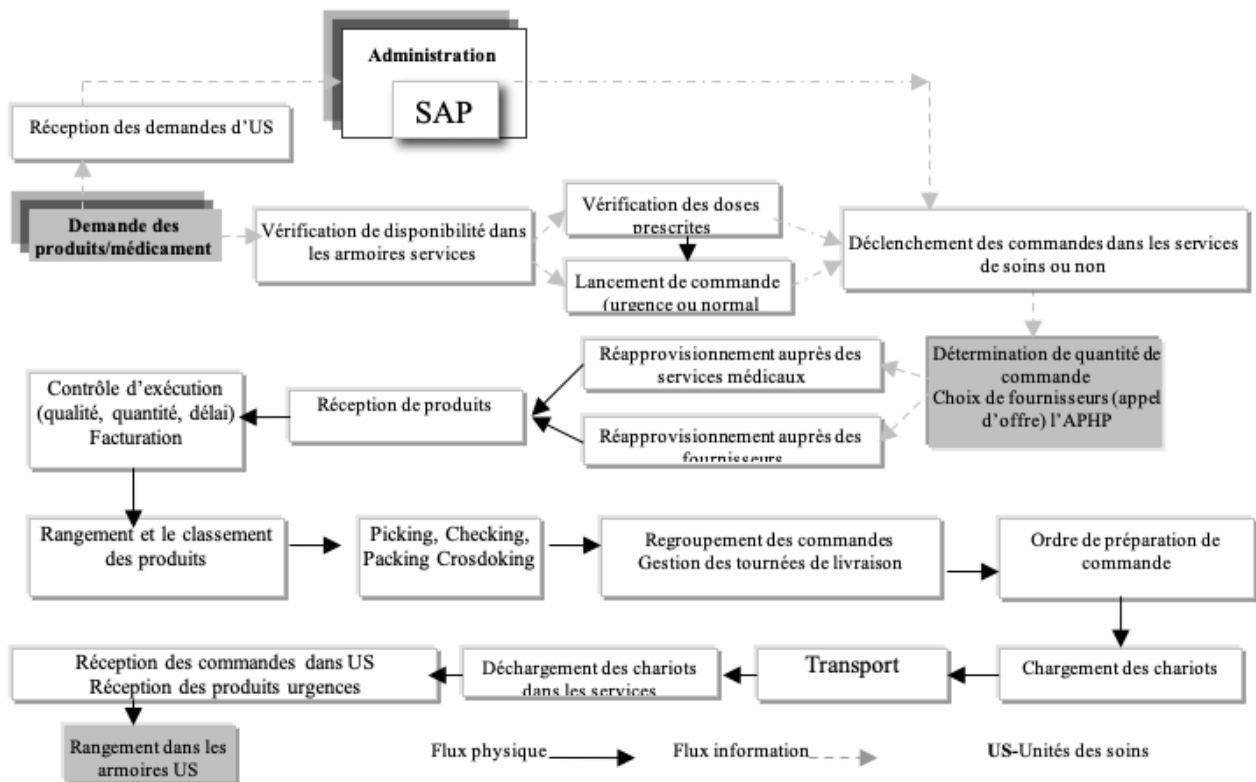 Administration
SAP
Réception des demandes d'US
Demande des
produits/médicament
Vérification de disponibilité dans
les armoires services
Vérification des doses
prescrites
Lancement de commande
(urgence ou normal
Déclenchement des commandes dans les services
de soins ou non
Détermination de quantité de
commande
Choix de fournisseurs (appel
d'offre) l'APHP
Réapprovisionnement auprès des
services médicaux
Réapprovisionnement auprès des
fournisseurs
Réception de produits
Contrôle d'exécution
(qualité, quantité, délai)
Facturation
Rangement et le classement
des produits
Picking, Checking,
Packing Crosdoking
Regroupement des commandes
Gestion des tournées de livraison
Ordre de préparation de
commande
Chargement des chariots
Transport
Déchargement des chariots
dans les services
Réception des commandes dans US
Réception des produits urgences
Rangement dans les
armoires US
Flux physique
Flux information
US-Unités des soins